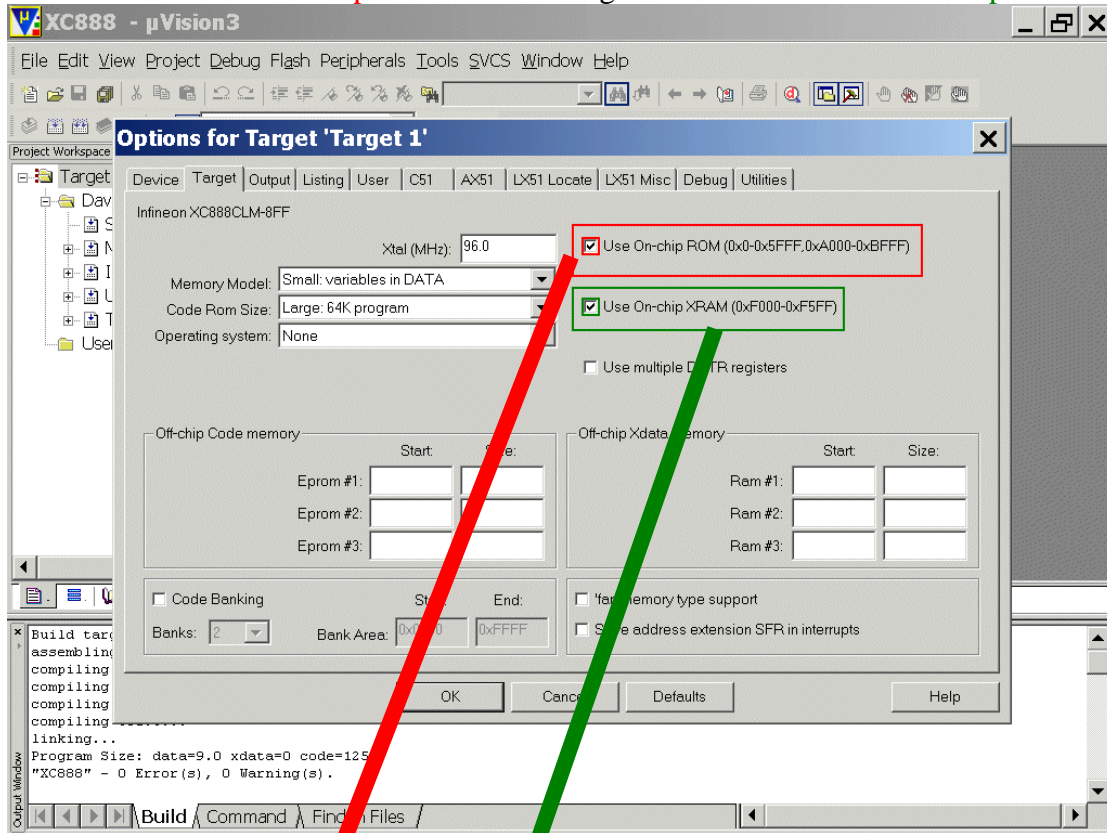 XC888 - µVision3
File Edit View Project Debug Flash Peripherals Tools SVCS Window Help
Project Workspace
Options for Target 'Target 1'
Target
Device Target Output Listing User C51 AX51 LX51 Locate LX51 Misc Debug Utilities
Infineon XC888CLM-8FF
Xtal (MHz): 96.0
Use On-chip ROM (0x0-0x5FFF,0xA000-0xBFFF)
Memory Model: Small: variables in DATA
Code Rom Size: Large: 64K program
Use On-chip XRAM (0xF000-0xF5FF)
Operating system: None
Use multiple registers
Off-chip Code memory
Start:
Eprom #1:
Eprom #2:
Eprom #3:
Off-chip Xdata memory
Start: Size:
Ram #1:
Ram #2:
Ram #3:
Code Banking
End:
Banks: 2 Bank Area: 0xFFFF
memory type support
address extension SFR in interrupts
OK Cancel Defaults Help
Build
assembling
compiling
compiling
compiling
compiling
linking...
Program Size: data=9.0 xdata=0
"XC888" - 0 Error(s), 0 Warning(s).
Output Window
Build Command Find in Files